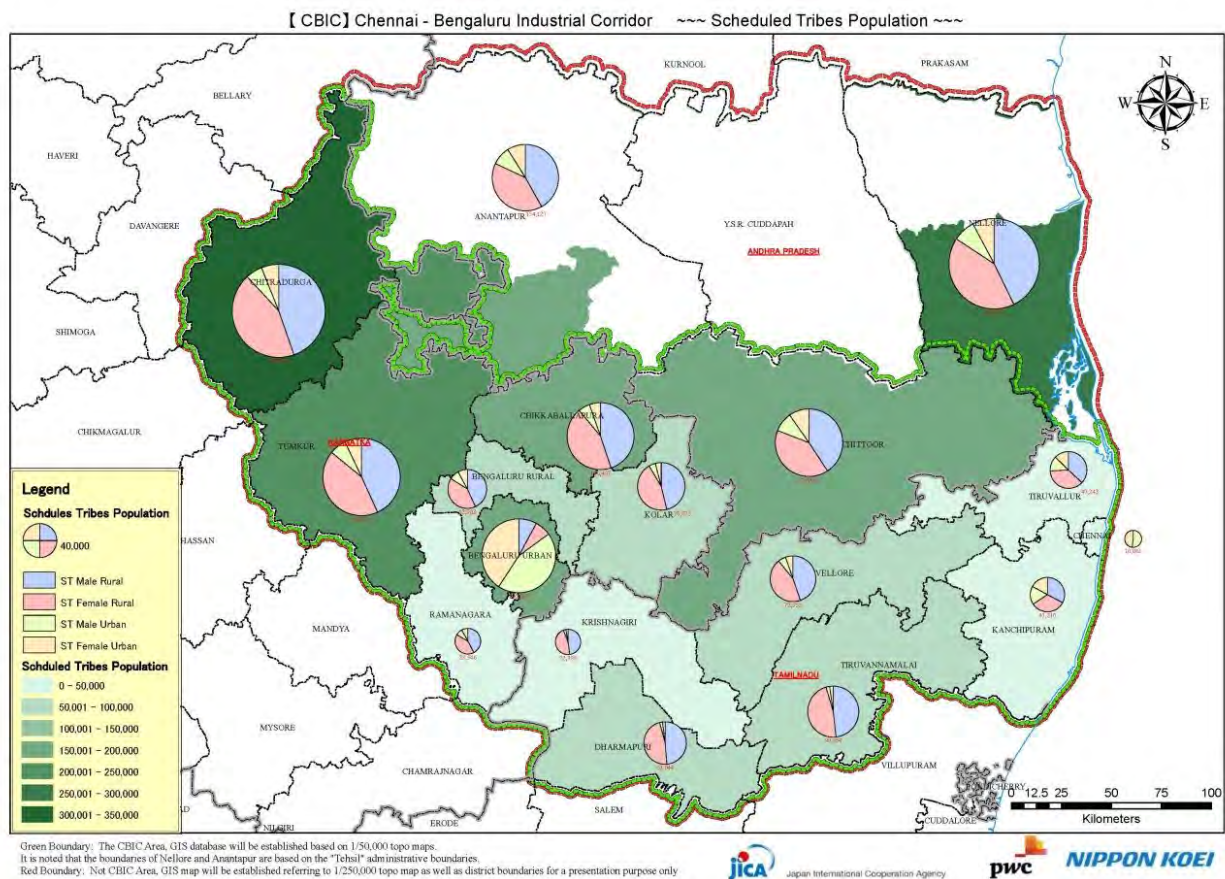 【 CBIC】 Chennai - Bengaluru Industrial Corridor ~~~ Scheduled Tribes Population ~~~
KURNOOL
PRAKASAM
N
W E
S
BELLARY
HAVERI
ANANTAPUR
DAVANGERE
Y.S.R. CUDDAPAH
NELLORE
ANDHRA PRADESH
CHITRADURGA
SHIMOGA
CHIKMAGALUR
CHIKKABALLAPURA
TUMKUR
KARNATKA
CHITTOOR
BENGALURU RURAL
KOLAR
TIRUVALLUR
CHENNAI
HASSAN
BENGALURU URBAN
VELLORE
RAMANAGARA
KRISHNAGIRI
KANCHIPURAM
MANDYA
TIRUVANNAMALAI
TAMILNADU
MYSORE
DHARMAPURI
CHAMRAJNAGAR
VILLUPURAM
SALEM
NILGIRI
ERODE
CUDDALORE
Legend
Schdules Tribes Population
40,000
ST Male Rural
ST Female Rural
ST Male Urban
ST Female Urban
Schduled Tribes Population
0 - 50,000
50,001 - 100,000
100,001 - 150,000
150,001 - 200,000
200,001 - 250,000
250,001 - 300,000
300,001 - 350,000
0 12.5 25 50 75 100
Kilometers
Green Boundary: The CBIC Area, GIS database will be established based on 1/50,000 topo maps.
It is noted that the boundaries of Nellore and Anantapur are based on the "Tehsil" administrative boundaries.
Red Boundary: Not CBIC Area, GIS map will be established referring to 1/250,000 topo map as well as district boundaries for a presentation purpose only
JICA Japan International Cooperation Agency
pwc
NIPPON KOEI